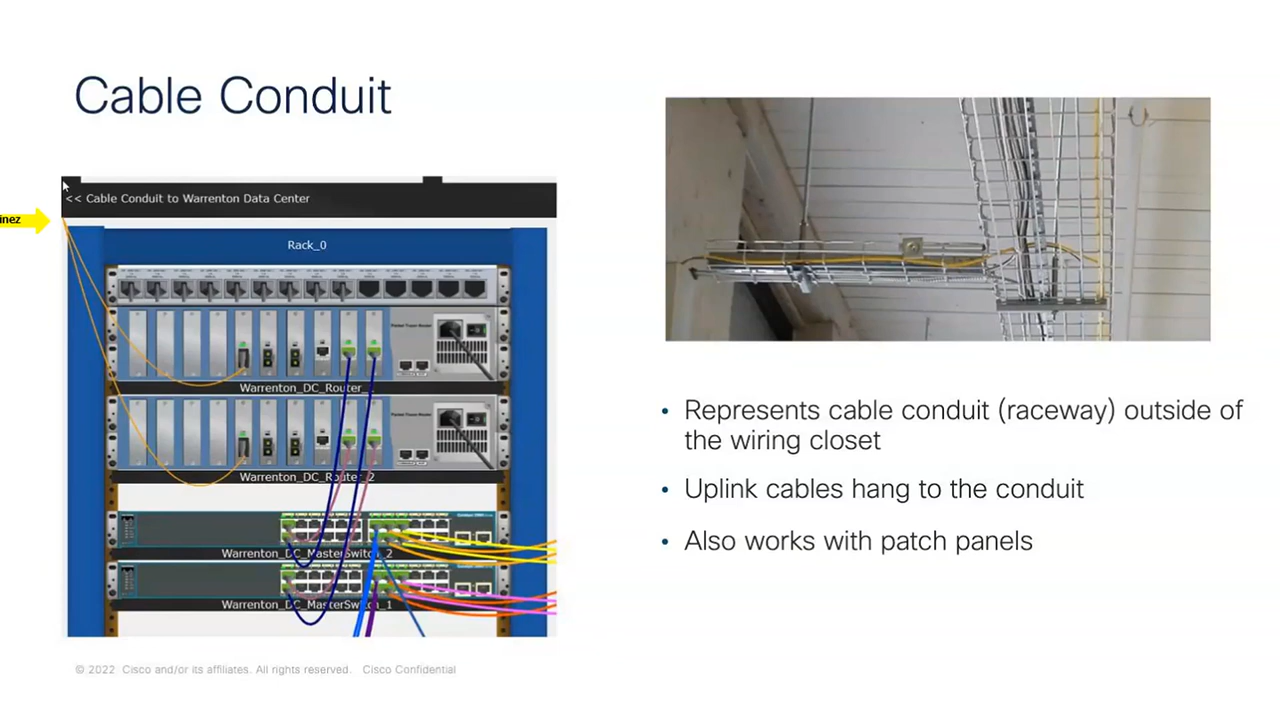 Cable Conduit
<< Cable Conduit to Warrenton Data Center
inez
Rack_0
Warrenton_DC_Router_
Warrenton_DC_Router_2
Warrenton_DC_MasterSwitch_2
Warrenton_DC_MasterSwitch_1
• Represents cable conduit (raceway) outside of
the wiring closet
• Uplink cables hang to the conduit
• Also works with patch panels
© 2022 Cisco and/or its affiliates. All rights reserved. Cisco Confidential